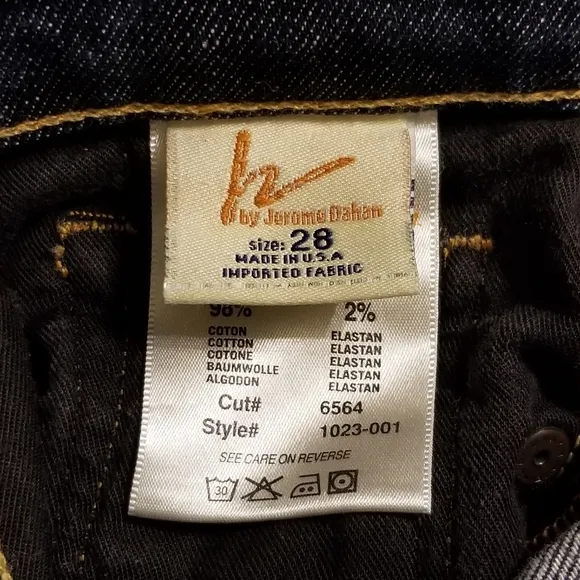 by Jerome Dahan
size: 28
MADE IN U.S.A
IMPORTED FABRIC
98% 2%
COTON ELASTAN
COTTON ELASTAN
COTONE ELASTAN
BAUMWOLLE ELASTAN
ALGODON ELASTAN
Cut# 6564
Style# 1023-001
SEE CARE ON REVERSE
30